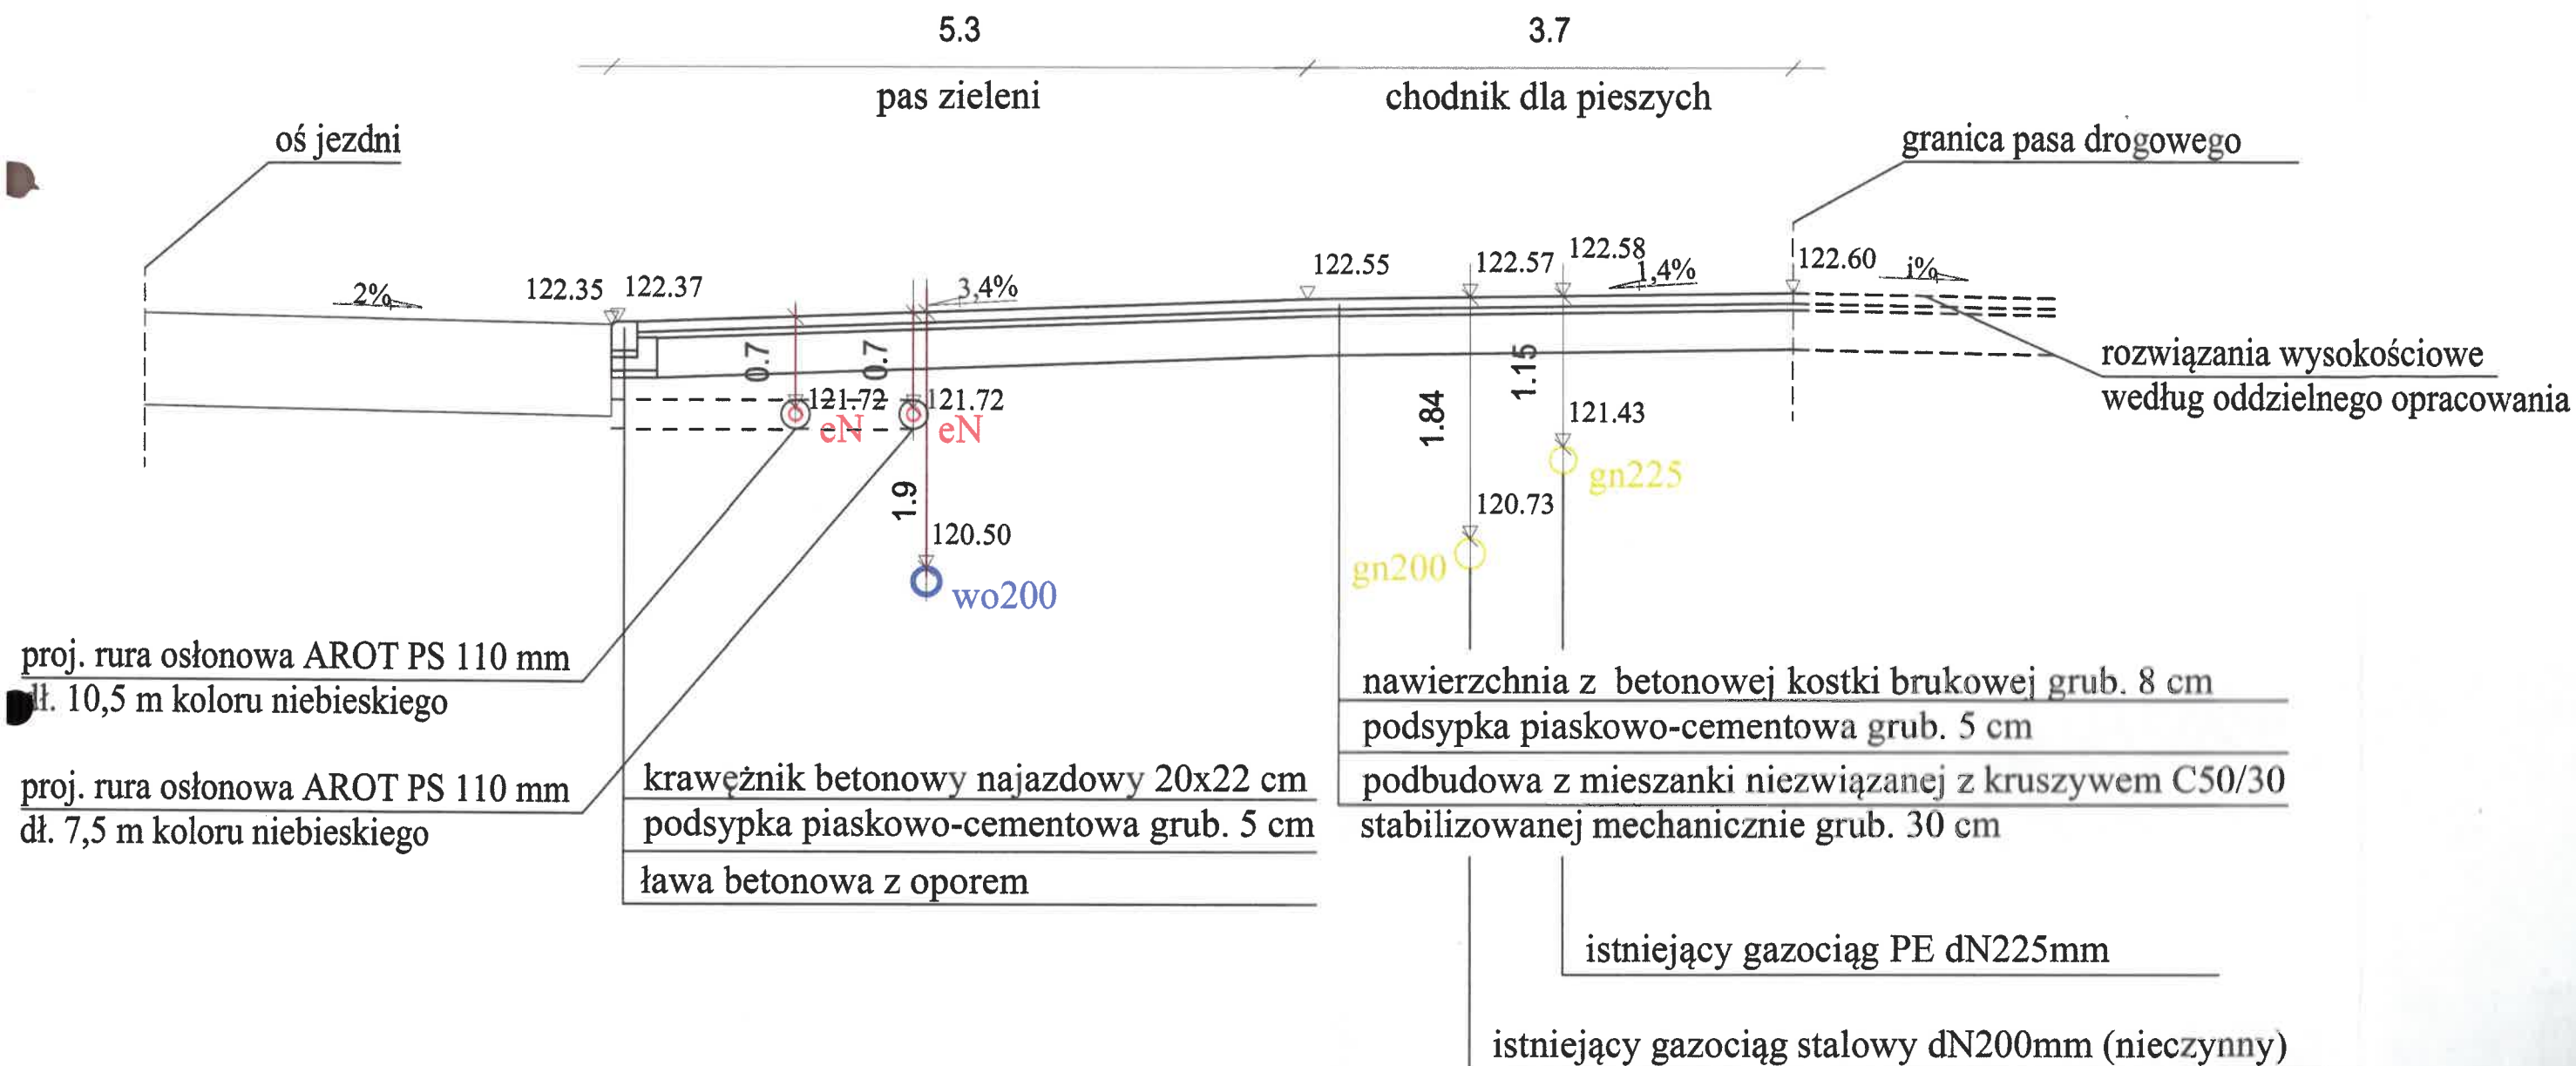 5.3
3.7
pas zieleni
chodnik dla pieszych
oś jezdni
granica pasa drogowego
2%
122.35
122.37
3,4%
122.55
122.57
122.58
1,4%
122.60
i%
rozwiązania wysokościowe
według oddzielnego opracowania
0.7
0.7
121.72
121.72
eN
eN
1.84
1.15
121.43
gn225
1.9
120.50
120.73
wo200
gn200
proj. rura osłonowa AROT PS 110 mm
dł. 10,5 m koloru niebieskiego
proj. rura osłonowa AROT PS 110 mm
dł. 7,5 m koloru niebieskiego
krawężnik betonowy najazdowy 20x22 cm
podsypka piaskowo-cementowa grub. 5 cm
ława betonowa z oporem
nawierzchnia z betonowej kostki brukowej grub. 8 cm
podsypka piaskowo-cementowa grub. 5 cm
podbudowa z mieszanki niezwiązanej z kruszywem C50/30
stabilizowanej mechanicznie grub. 30 cm
istniejący gazociąg PE dN225mm
istniejący gazociąg stalowy dN200mm (nieczynny)